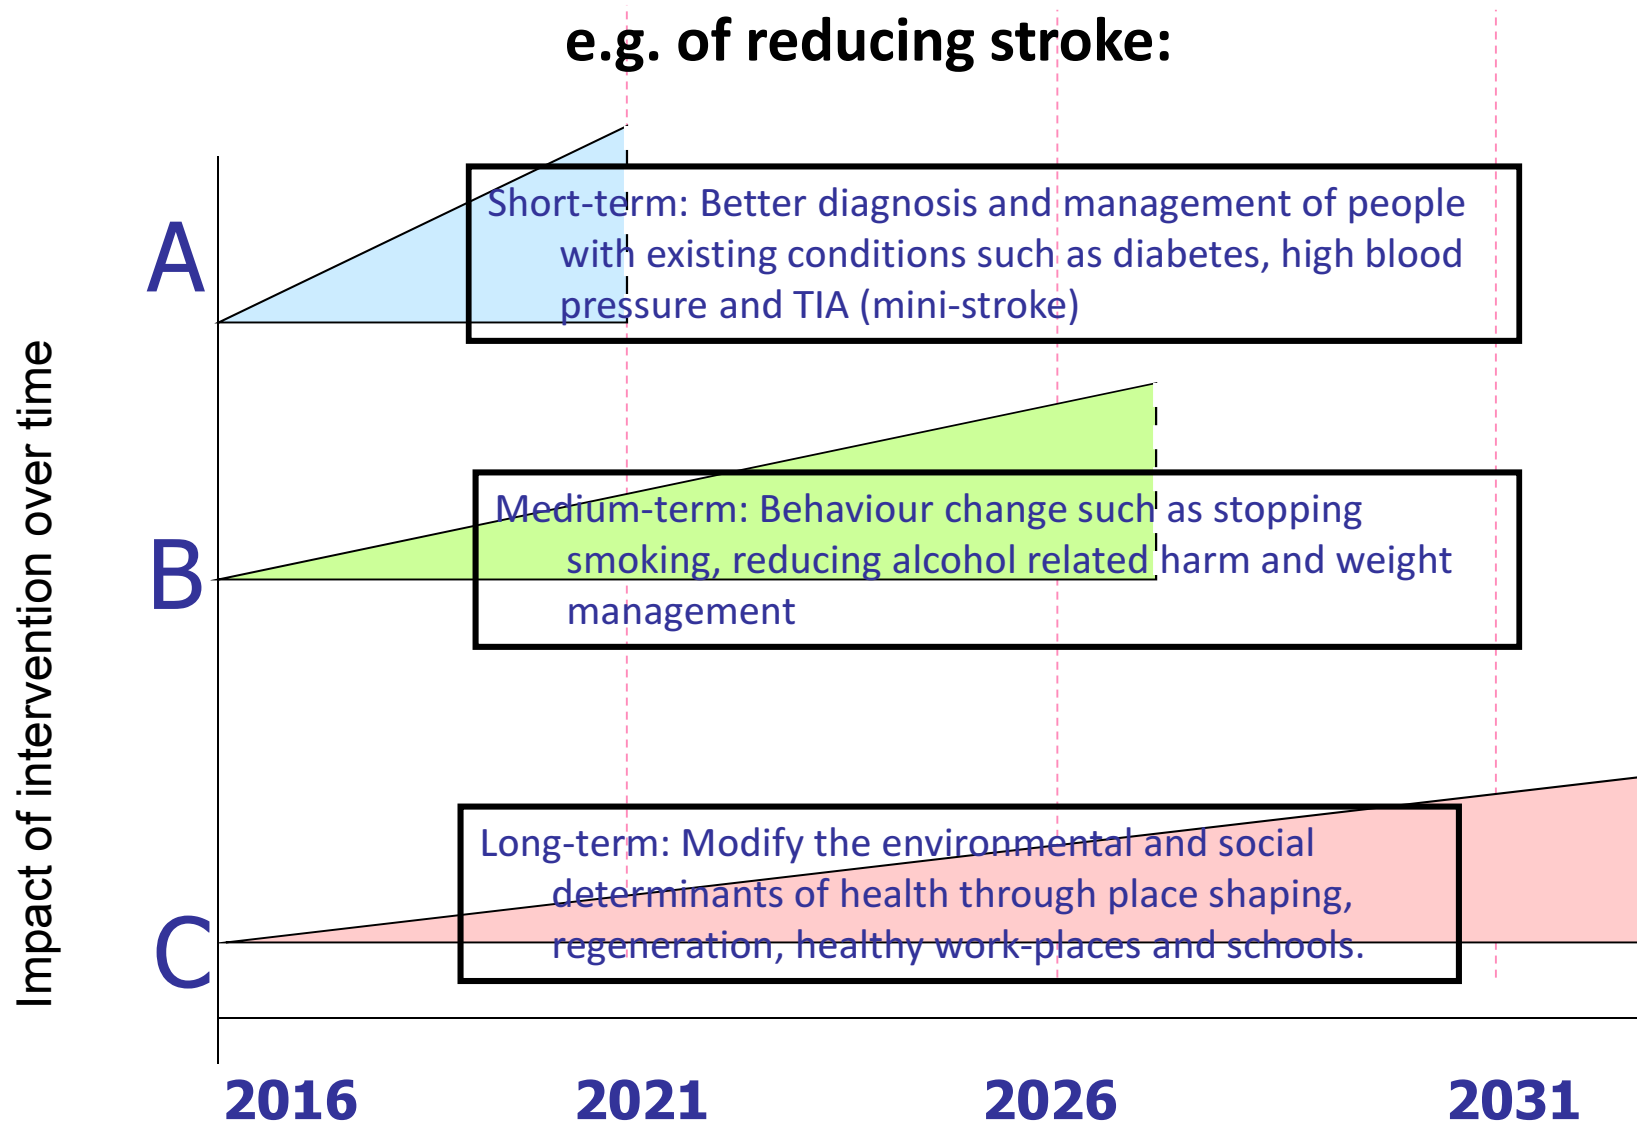 e.g. of reducing stroke:
Impact of intervention over time
A
Short-term: Better diagnosis and management of people
with existing conditions such as diabetes, high blood
pressure and TIA (mini-stroke)
B
Medium-term: Behaviour change such as stopping
smoking, reducing alcohol related harm and weight
management
C
Long-term: Modify the environmental and social
determinants of health through place shaping,
regeneration, healthy work-places and schools.
2016 2021 2026 2031